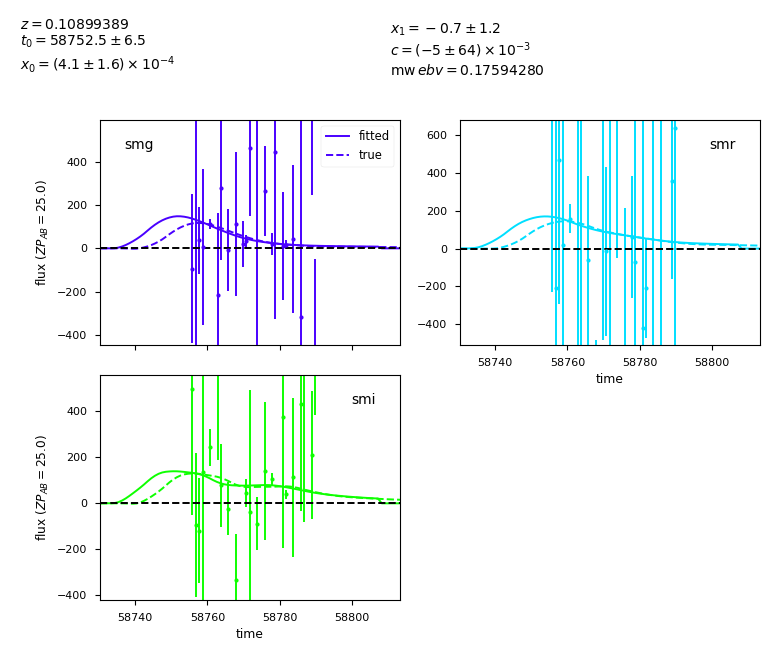 z = 0.10899389
t₀ = 58752.5 ± 6.5
x₀ = (4.1 ± 1.6) × 10⁻⁴
x₁ = −0.7 ± 1.2
c = (−5 ± 64) × 10⁻³
mw ebv = 0.17594280
smg
fitted
true
400
200
0
−200
−400
flux (ZP_AB = 25.0)
smr
600
400
200
0
−200
−400
58740 58760 58780 58800
time
smi
400
200
0
−200
−400
flux (ZP_AB = 25.0)
58740 58760 58780 58800
time